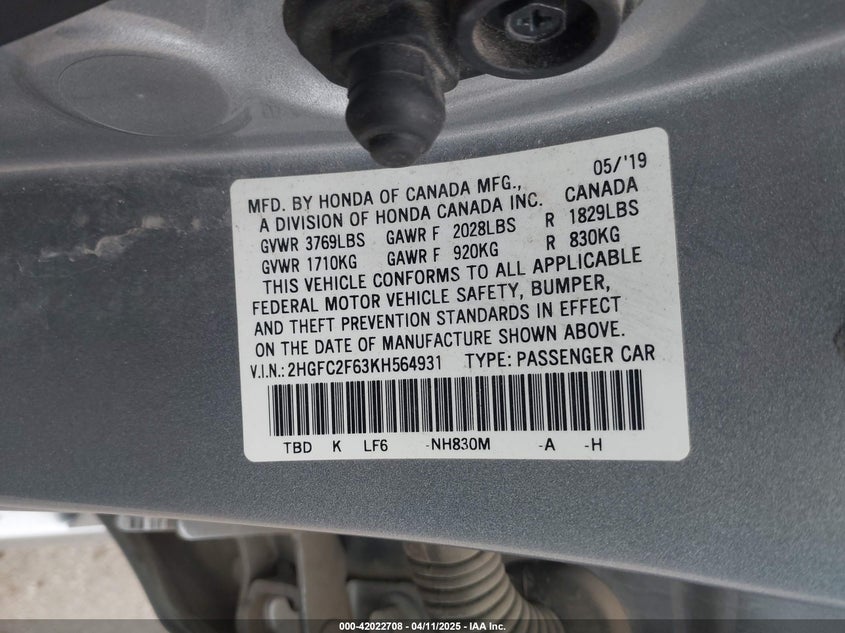 05/'19
MFD. BY HONDA OF CANADA MFG.,
A DIVISION OF HONDA CANADA INC. CANADA
GVWR 3769LBS GAWR F 2028LBS R 1829LBS
GVWR 1710KG GAWR F 920KG R 830KG
THIS VEHICLE CONFORMS TO ALL APPLICABLE
FEDERAL MOTOR VEHICLE SAFETY, BUMPER,
AND THEFT PREVENTION STANDARDS IN EFFECT
ON THE DATE OF MANUFACTURE SHOWN ABOVE.
V.I.N.: 2HGFC2F63KH564931 TYPE: PASSENGER CAR
TBD K LF6 -NH830M -A -H
000-42022708 - 04/11/2025 - IAA Inc.